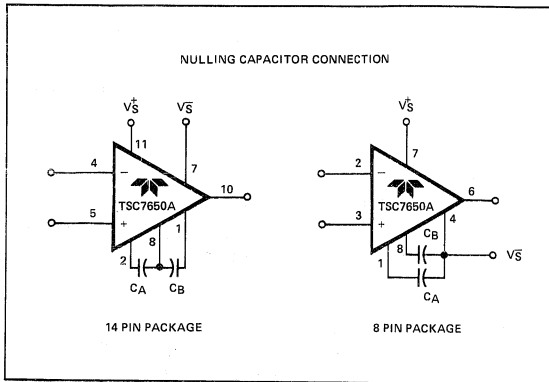 NULLING CAPACITOR CONNECTION
V+S
V-S
11
7
4
−
TSC7650A
10
5
+
8
1
2
CA
CB
14 PIN PACKAGE
V+S
7
2
−
TSC7650A
6
3
+
4
CB
8
V-S
1
CA
8 PIN PACKAGE